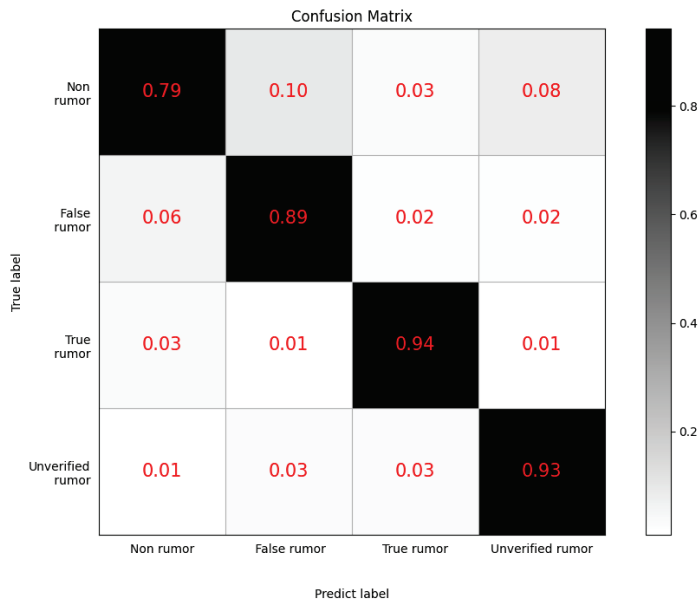 Confusion Matrix
Non
rumor
0.79 0.10 0.03 0.08
False
rumor
0.06 0.89 0.02 0.02
True
rumor
0.03 0.01 0.94 0.01
Unverified
rumor
0.01 0.03 0.03 0.93
True label
Non rumor False rumor True rumor Unverified rumor
Predict label
0.8
0.6
0.4
0.2